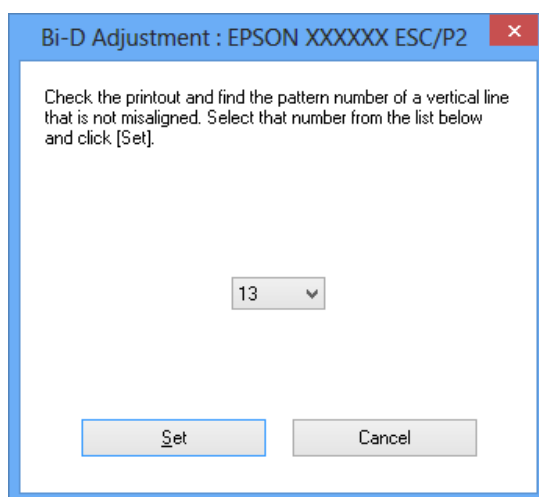 Bi-D Adjustment : EPSON XXXXXX ESC/P2
Check the printout and find the pattern number of a vertical line
that is not misaligned. Select that number from the list below
and click [Set].
13
Set Cancel